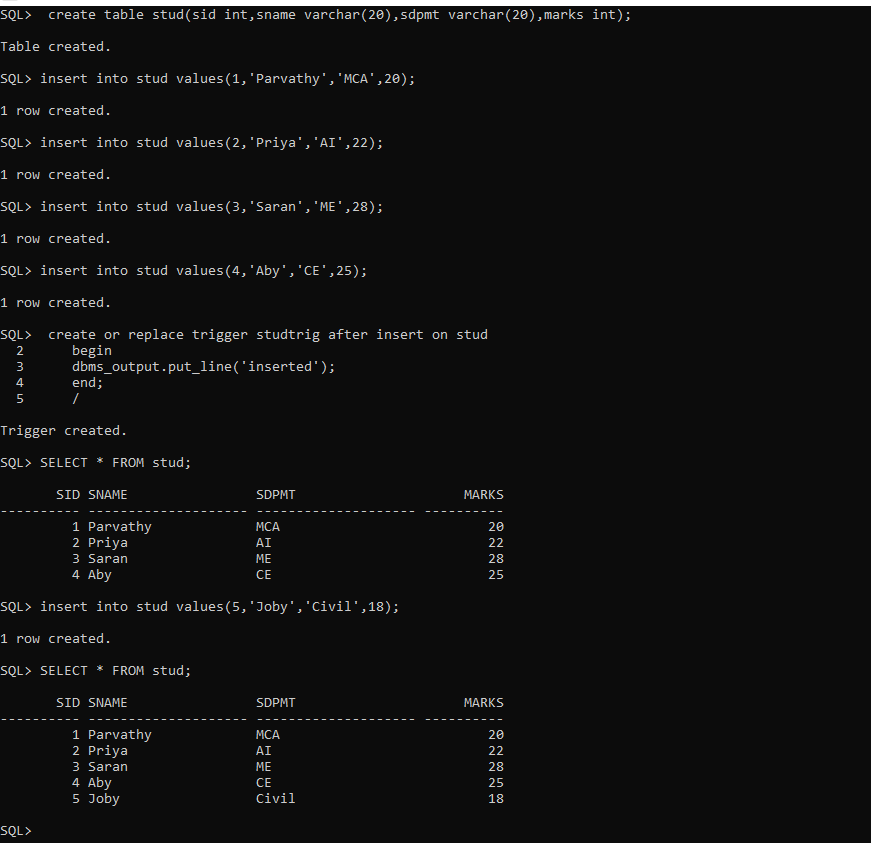 SQL>  create table stud(sid int,sname varchar(20),sdpmt varchar(20),marks int);
Table created.
SQL> insert into stud values(1,'Parvathy','MCA',20);
1 row created.
SQL> insert into stud values(2,'Priya','AI',22);
1 row created.
SQL> insert into stud values(3,'Saran','ME',28);
1 row created.
SQL> insert into stud values(4,'Aby','CE',25);
1 row created.
SQL>  create or replace trigger studtrig after insert on stud
  2      begin
  3      dbms_output.put_line('inserted');
  4      end;
  5      /
Trigger created.
SQL> SELECT * FROM stud;
       SID SNAME                SDPMT                     MARKS
---------- -------------------- -------------------- ----------
         1 Parvathy             MCA                          20
         2 Priya                AI                           22
         3 Saran                ME                           28
         4 Aby                  CE                           25
SQL> insert into stud values(5,'Joby','Civil',18);
1 row created.
SQL> SELECT * FROM stud;
       SID SNAME                SDPMT                     MARKS
---------- -------------------- -------------------- ----------
         1 Parvathy             MCA                          20
         2 Priya                AI                           22
         3 Saran                ME                           28
         4 Aby                  CE                           25
         5 Joby                 Civil                        18
SQL>